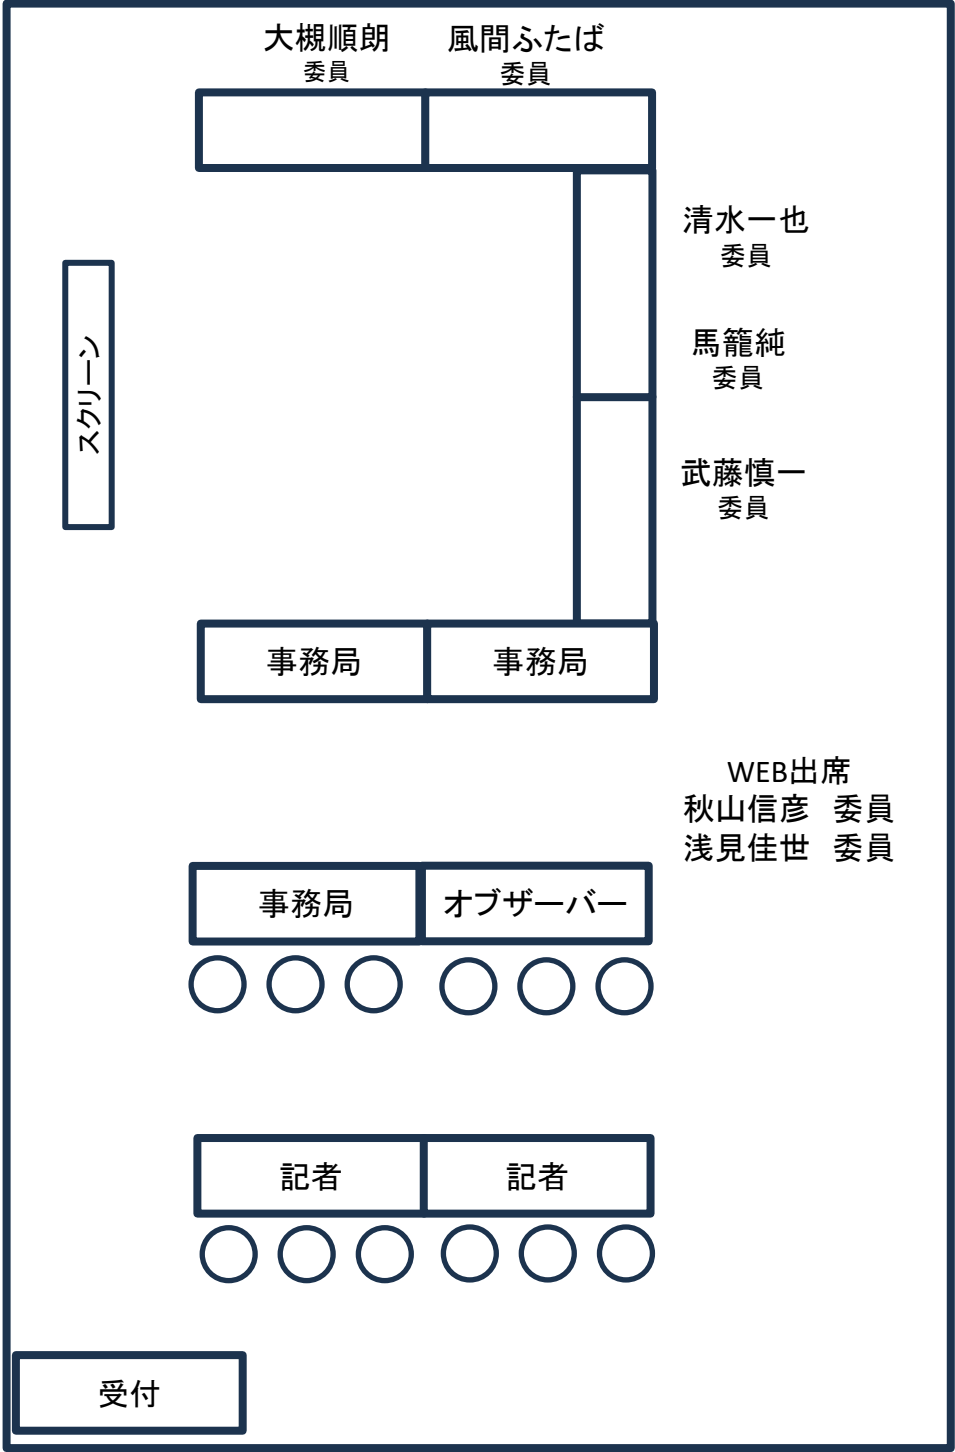 大槻順朗
委員
風間ふたば
委員
清水一也
委員
スクリーン
馬籠純
委員
武藤慎一
委員
事務局
事務局
WEB出席
秋山信彦　委員
浅見佳世　委員
事務局
オブザーバー
記者
記者
受付